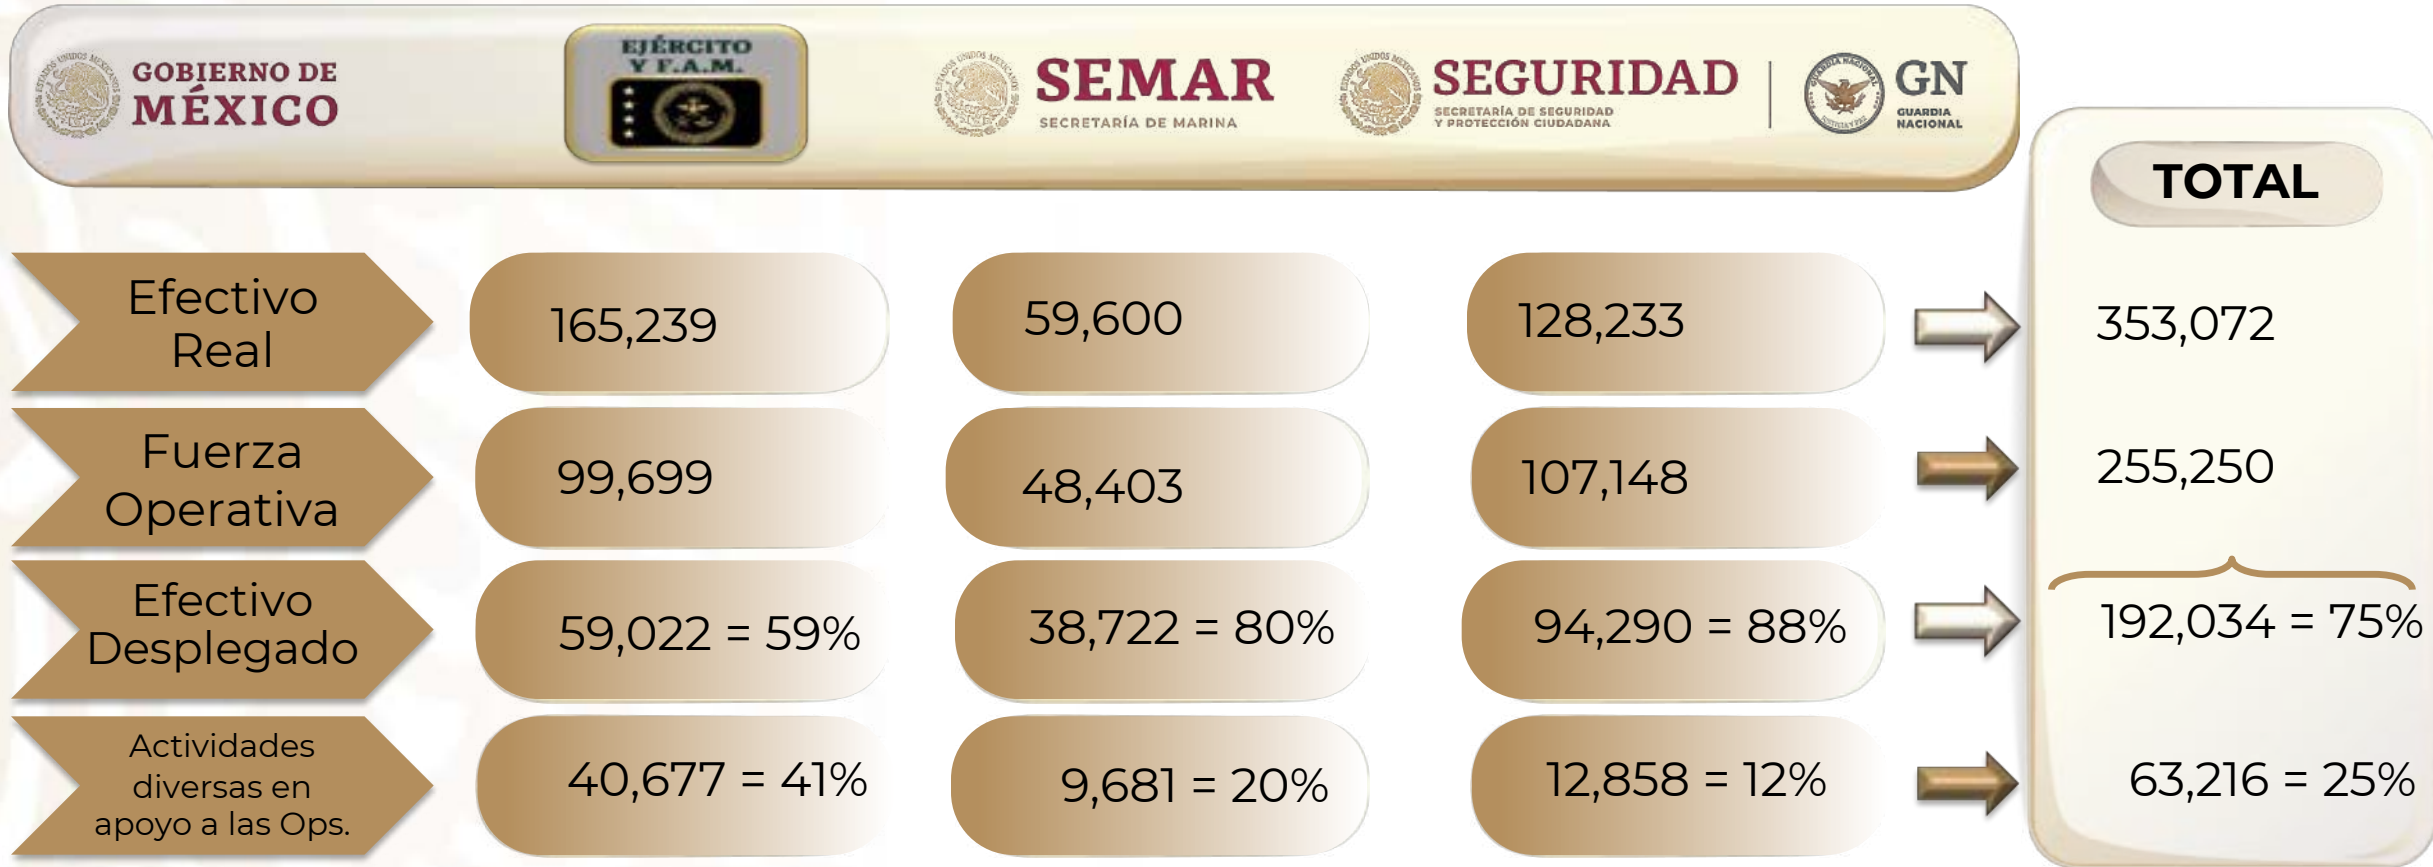 GOBIERNO DE
MÉXICO
EJÉRCITO
Y F.A.M.
SEMAR
SECRETARÍA DE MARINA
SEGURIDAD
SECRETARÍA DE SEGURIDAD
Y PROTECCIÓN CIUDADANA
GN
GUARDIA
NACIONAL
TOTAL
Efectivo
Real
165,239
59,600
128,233
353,072
Fuerza
Operativa
99,699
48,403
107,148
255,250
Efectivo
Desplegado
59,022 = 59%
38,722 = 80%
94,290 = 88%
192,034 = 75%
Actividades
diversas en
apoyo a las Ops.
40,677 = 41%
9,681 = 20%
12,858 = 12%
63,216 = 25%